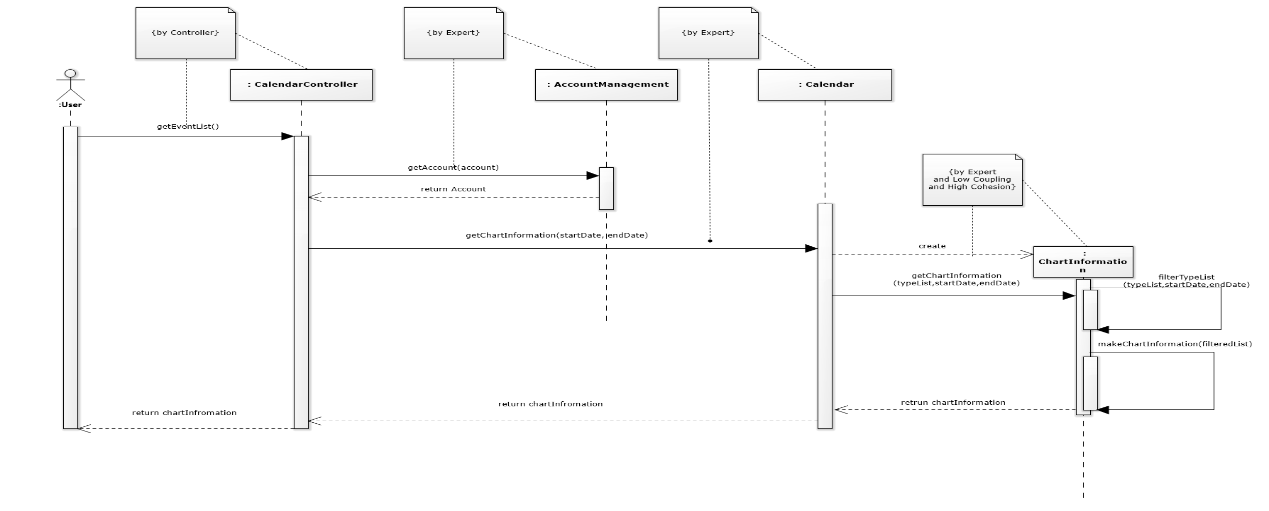 {by Controller}
{by Expert}
{by Expert}
: CalendarController
: AccountManagement
: Calendar
:User
getEventList()
getAccount(account)
return Account
{by Expert
and Low Coupling
and High Cohesion}
getChartInformation(startDate, endDate)
create
:
ChartInformatio
n
getChartInformation
(typeList,startDate,endDate)
filterTypeList
(typeList,startDate,endDate)
makeChartInformation(filteredList)
retrun chartInformation
return chartInfromation
return chartInfromation